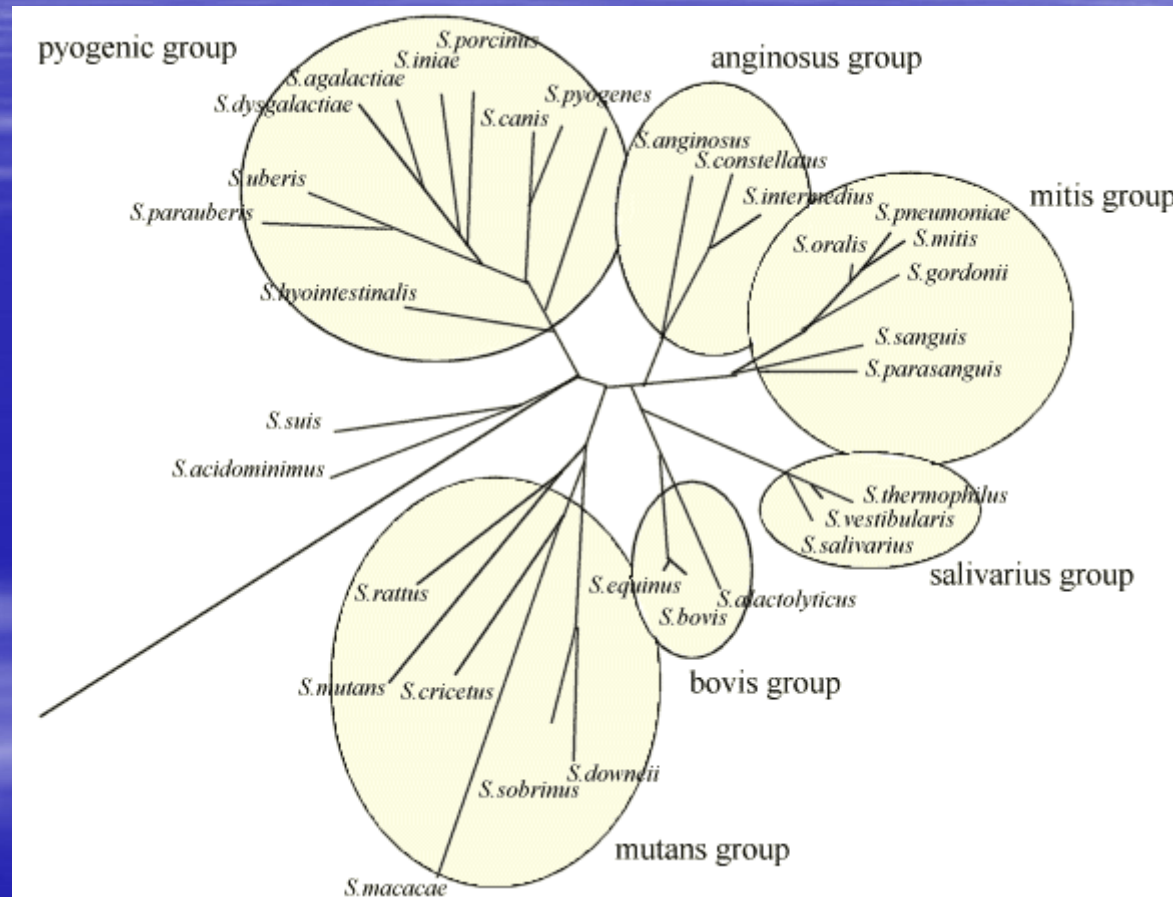 pyogenic group
S.porcinus
S.iniae
S.agalactiae
S.dysgalactiae
S.pyogenes
S.canis
S.uberis
S.parauberis
S.hyointestinalis
anginosus group
S.anginosus
S.constellatus
S.intermedius
mitis group
S.pneumoniae
S.oralis
S.mitis
S.gordonii
S.sanguis
S.parasanguis
S.suis
S.acidominimus
S.thermophilus
S.vestibularis
S.salivarius
salivarius group
S.rattus
S.equinus
S.alactolyticus
S.bovis
bovis group
S.mutans
S.cricetus
S.downeii
S.sobrinus
mutans group
S.macacae